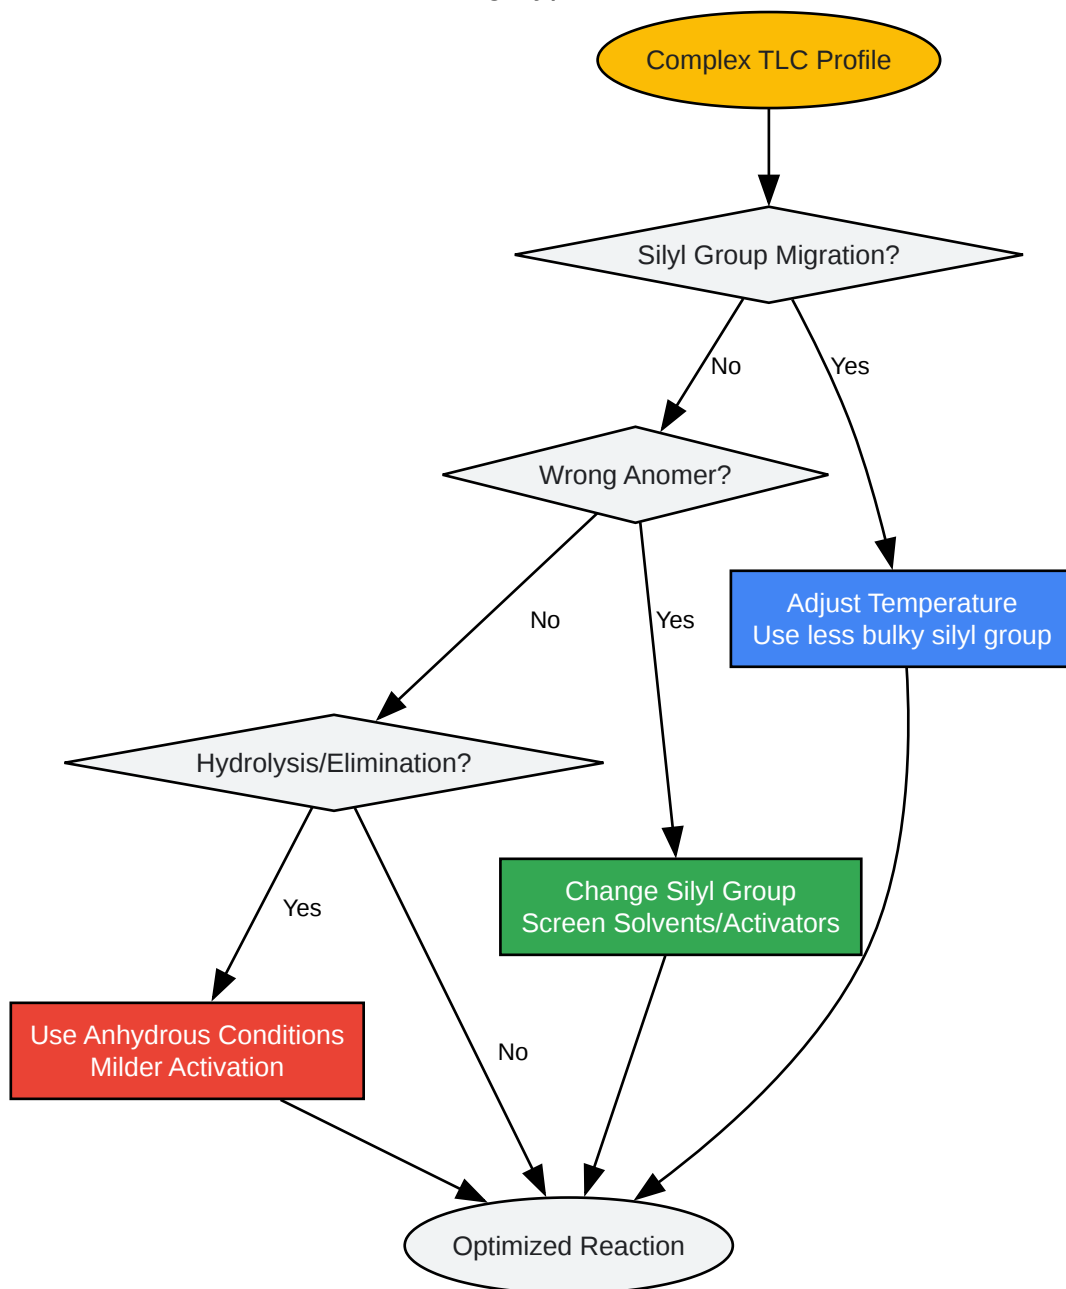 Complex TLC Profile
Silyl Group Migration?
No
Yes
Wrong Anomer?
Adjust Temperature
Use less bulky silyl group
No
Yes
Hydrolysis/Elimination?
Change Silyl Group
Screen Solvents/Activators
Yes
Use Anhydrous Conditions
Milder Activation
No
Optimized Reaction